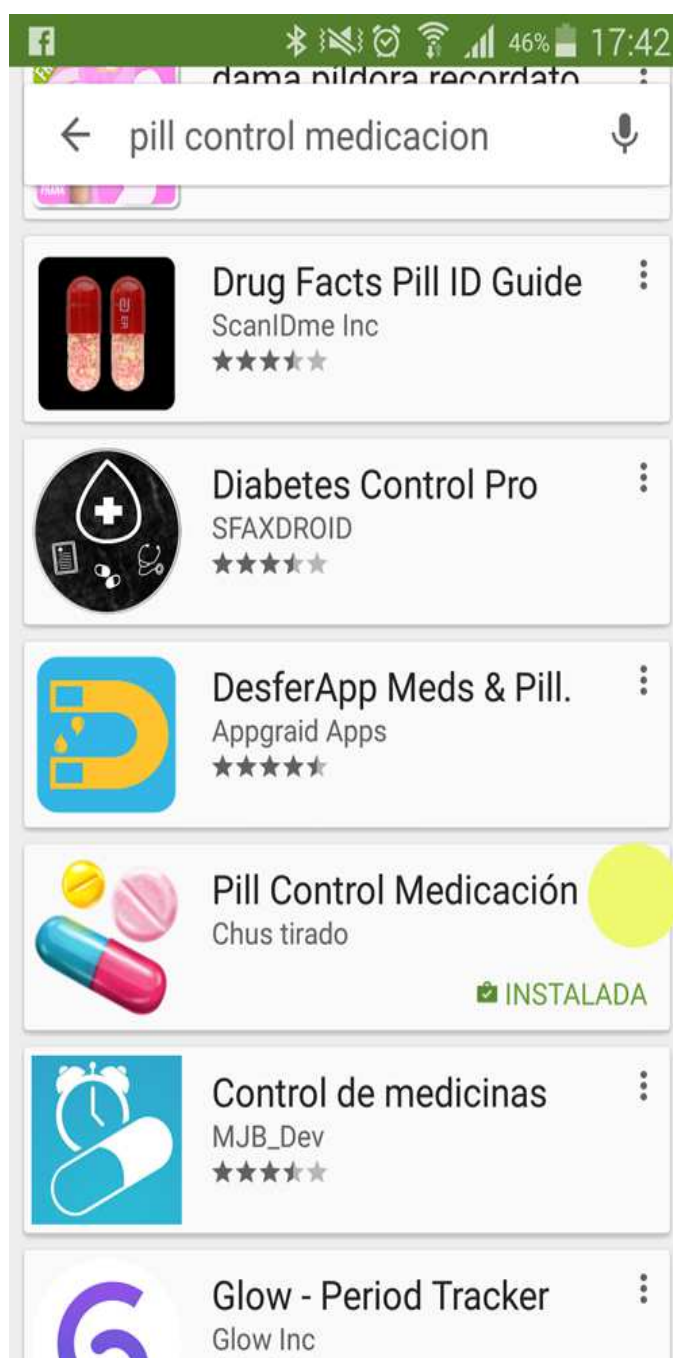 46% 17:42
dama píldora recordato
pill control medicacion
FRANK
Drug Facts Pill ID Guide
ScanIDme Inc
Diabetes Control Pro
SFAXDROID
DesferApp Meds & Pill.
Appgraid Apps
Pill Control Medicación
Chus tirado
INSTALADA
Control de medicinas
MJB_Dev
Glow - Period Tracker
Glow Inc